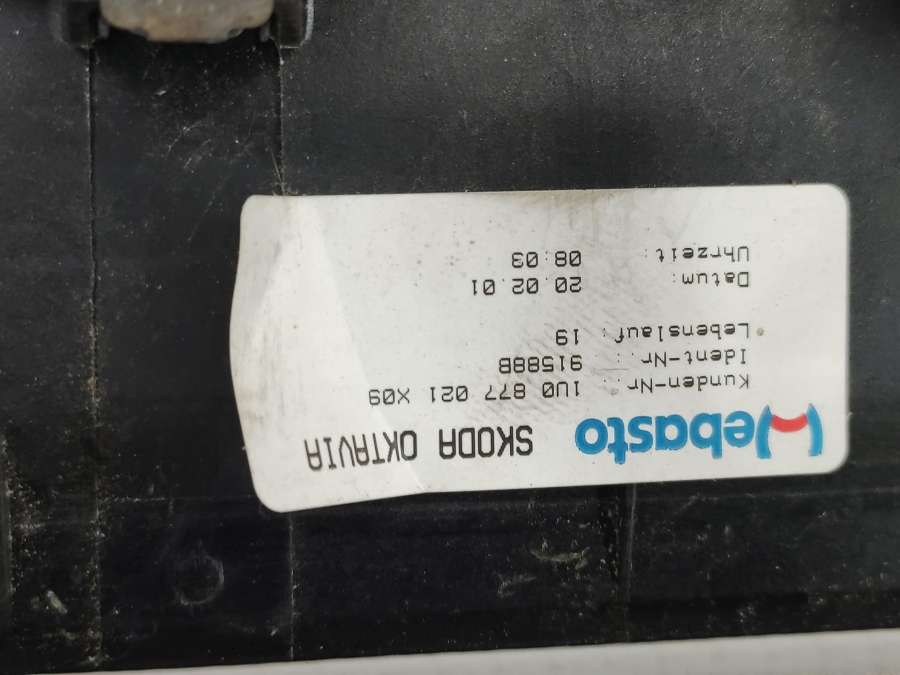 Webasto SKODA OKTAVIA
Kunden-Nr.: 1U0 877 021 X09
Ident-Nr.: 91588B
Lebenslauf: 19
Datum: 20.02.01
Uhrzeit: 08:03